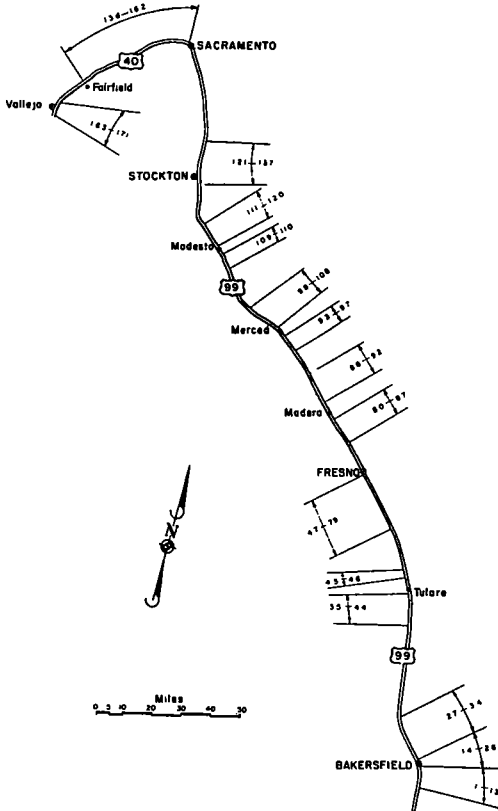 136-162
SACRAMENTO
40
Fairfield
Vallejo
163-171
121-137
STOCKTON
111-120
109-110
Modesto
99
98-108
93-97
Merced
88-92
80-87
Madera
FRESNO
47-79
N
45-46
Tulare
35-44
99
Miles
0 5 10 20 30 40 50
27-34
14-26
BAKERSFIELD